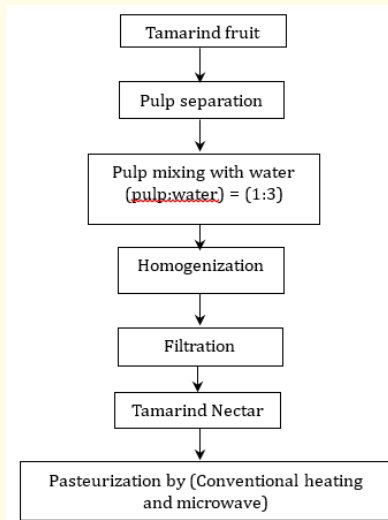 Tamarind fruit
Pulp separation
Pulp mixing with water
(pulp:water) = (1:3)
Homogenization
Filtration
Tamarind Nectar
Pasteurization by (Conventional heating
and microwave)